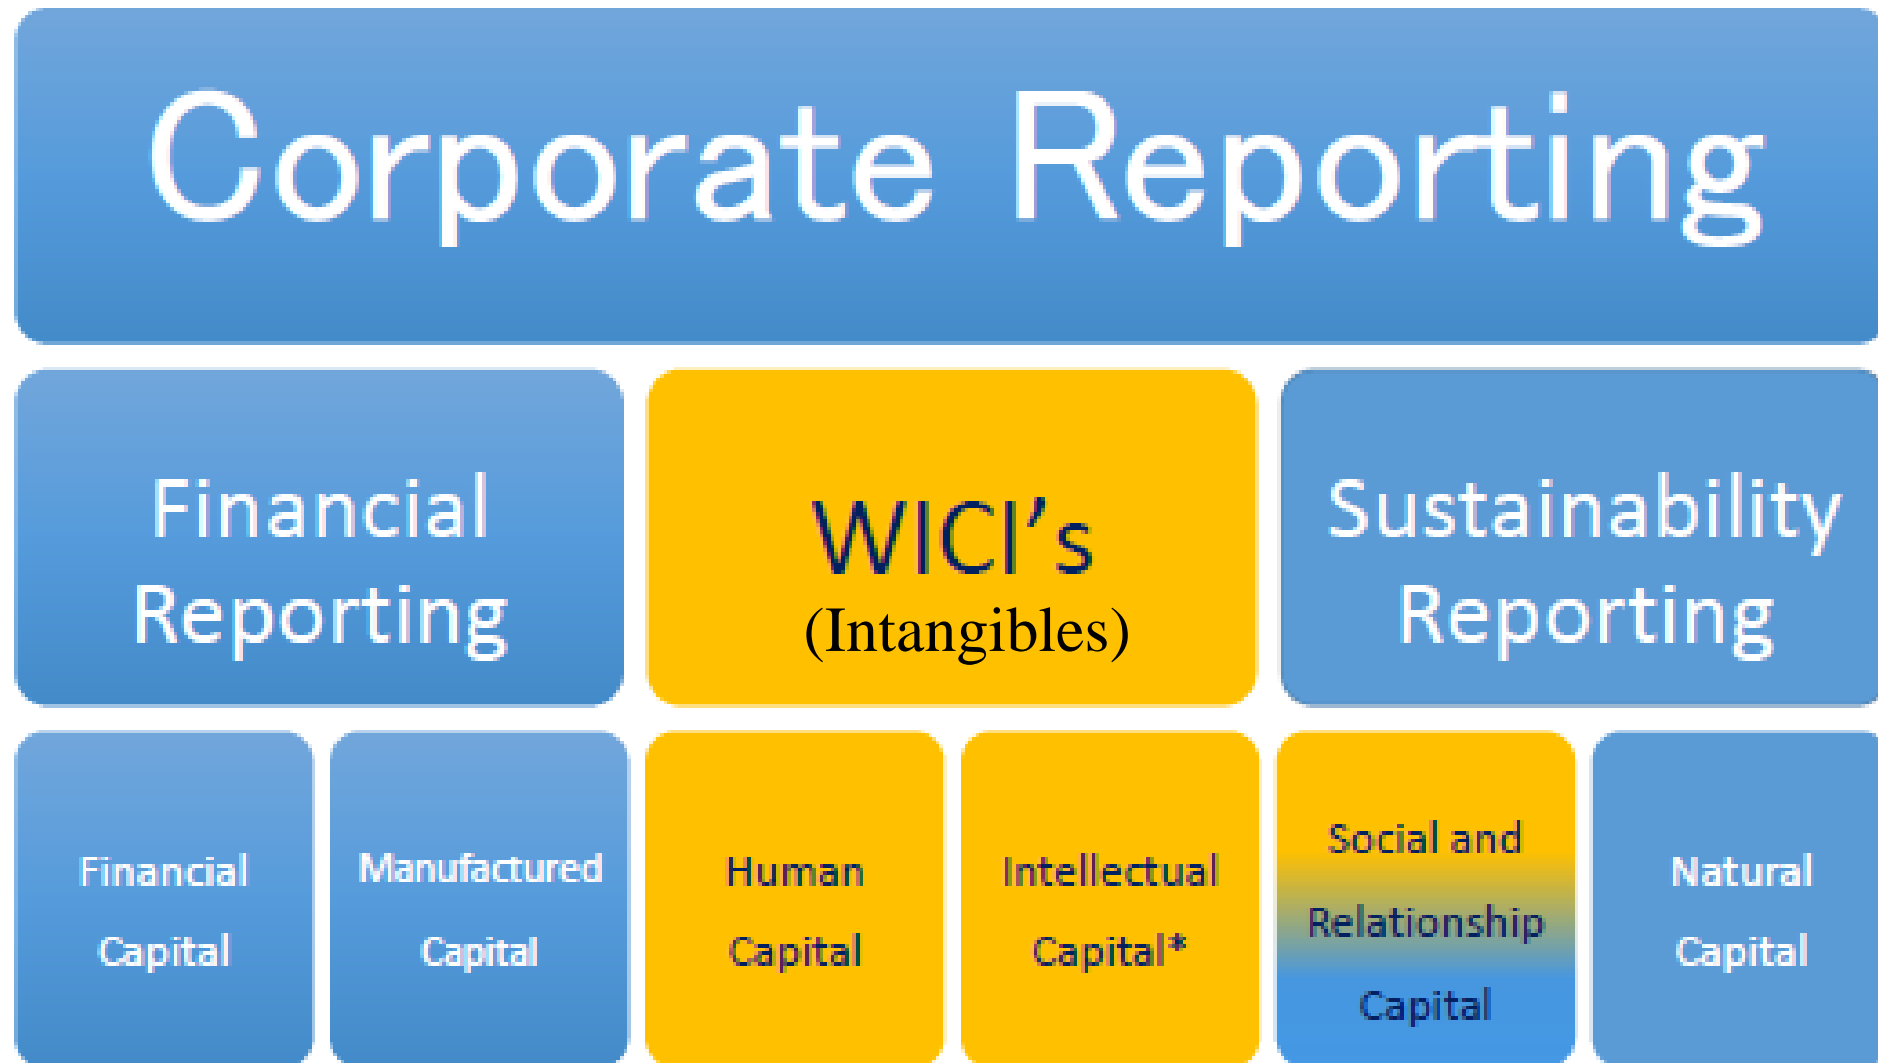 Corporate Reporting
Financial
Reporting
WICI’s
(Intangibles)
Sustainability
Reporting
Financial
Capital
Manufactured
Capital
Human
Capital
Intellectual
Capital*
Social and
Relationship
Capital
Natural
Capital